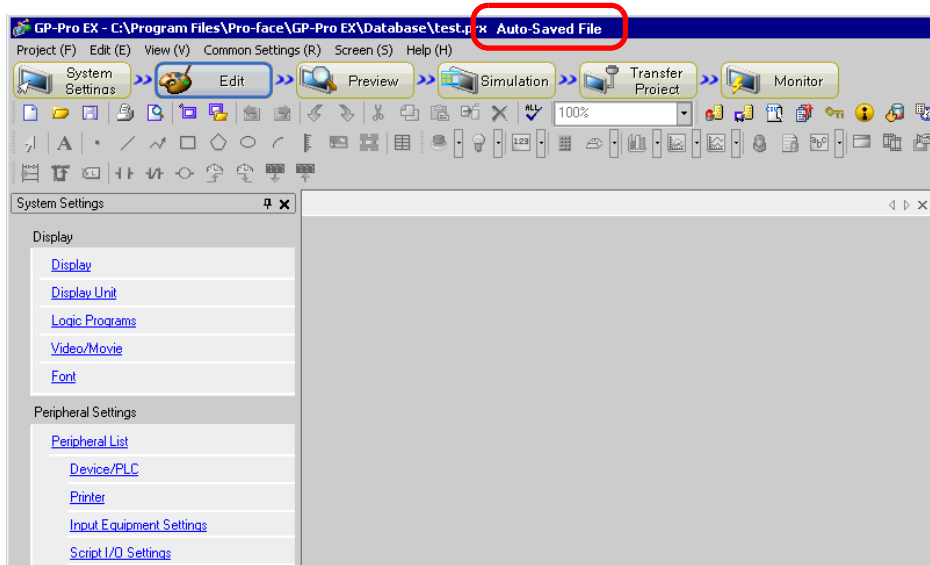 GP-Pro EX - C:\Program Files\Pro-face\GP-Pro EX\Database\test.prx Auto-Saved File
Project (F) Edit (E) View (V) Common Settings (R) Screen (S) Help (H)
System Settings Edit Preview Simulation Transfer Project Monitor
100%
System Settings
Display
Display
Display Unit
Logic Programs
Video/Movie
Font
Peripheral Settings
Peripheral List
Device/PLC
Printer
Input Equipment Settings
Script I/O Settings